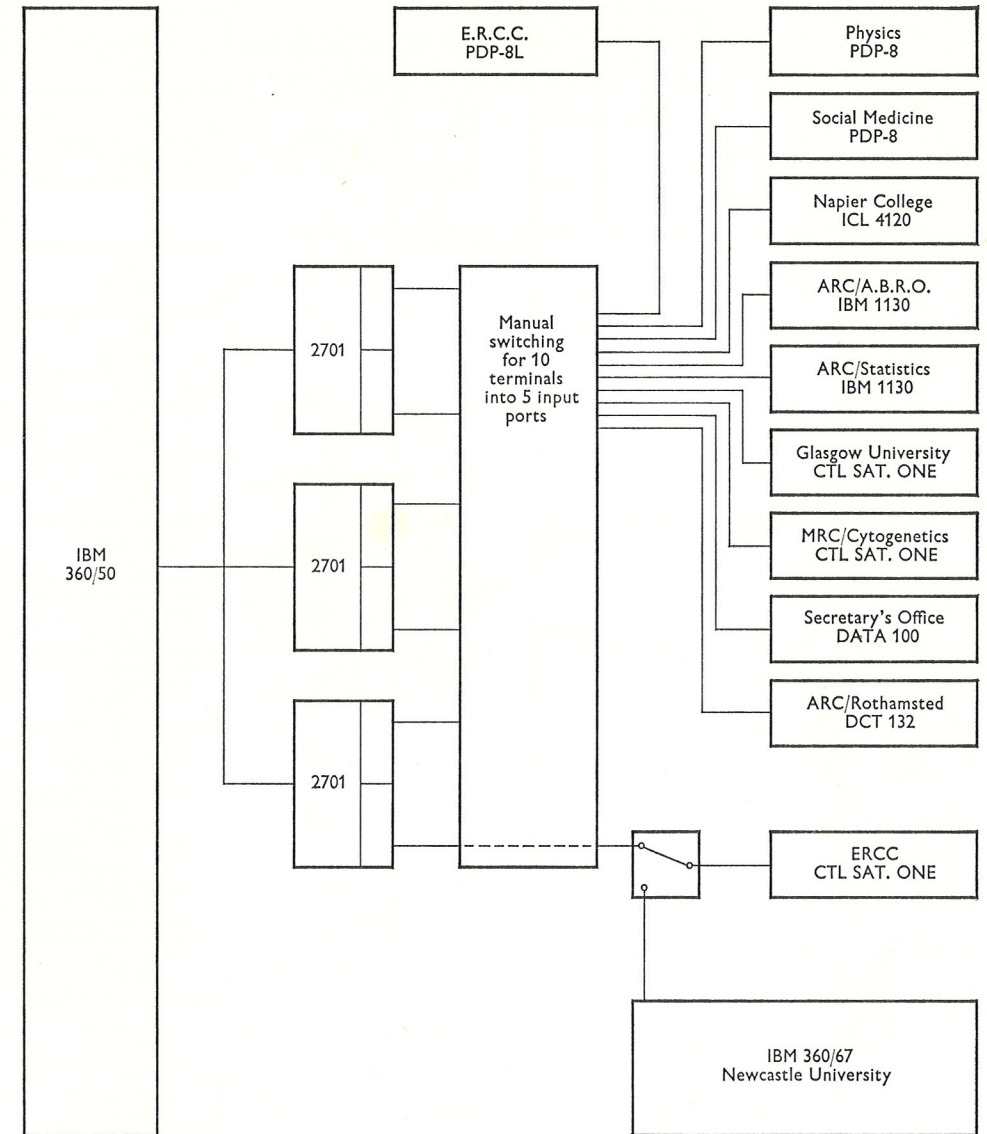 E.R.C.C.
PDP-8L
Physics
PDP-8
Social Medicine
PDP-8
Napier College
ICL 4120
ARC/A.B.R.O.
IBM 1130
ARC/Statistics
IBM 1130
Glasgow University
CTL SAT. ONE
MRC/Cytogenetics
CTL SAT. ONE
Secretary's Office
DATA 100
ARC/Rothamsted
DCT 132
ERCC
CTL SAT. ONE
IBM 360/67
Newcastle University
Manual
switching
for 10
terminals
into 5 input
ports
2701
2701
2701
IBM
360/50